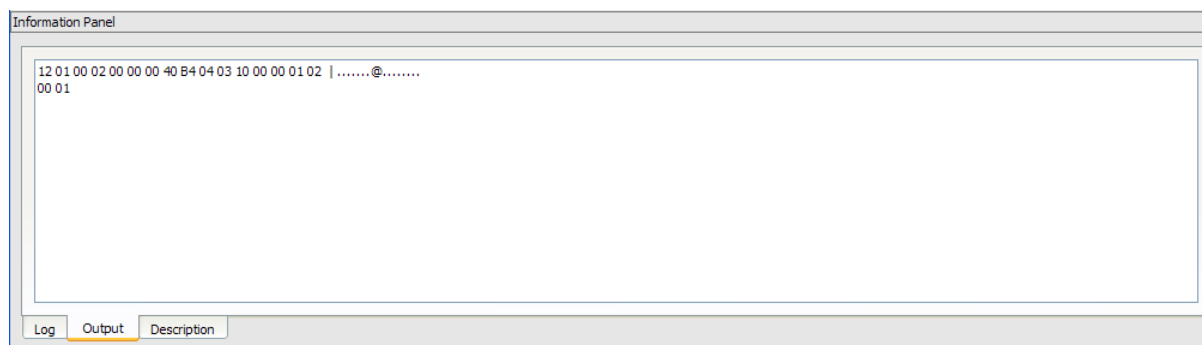 Information Panel
12 01 00 02 00 00 00 40 B4 04 03 10 00 00 01 02 | .......@........
00 01
Log Output Description